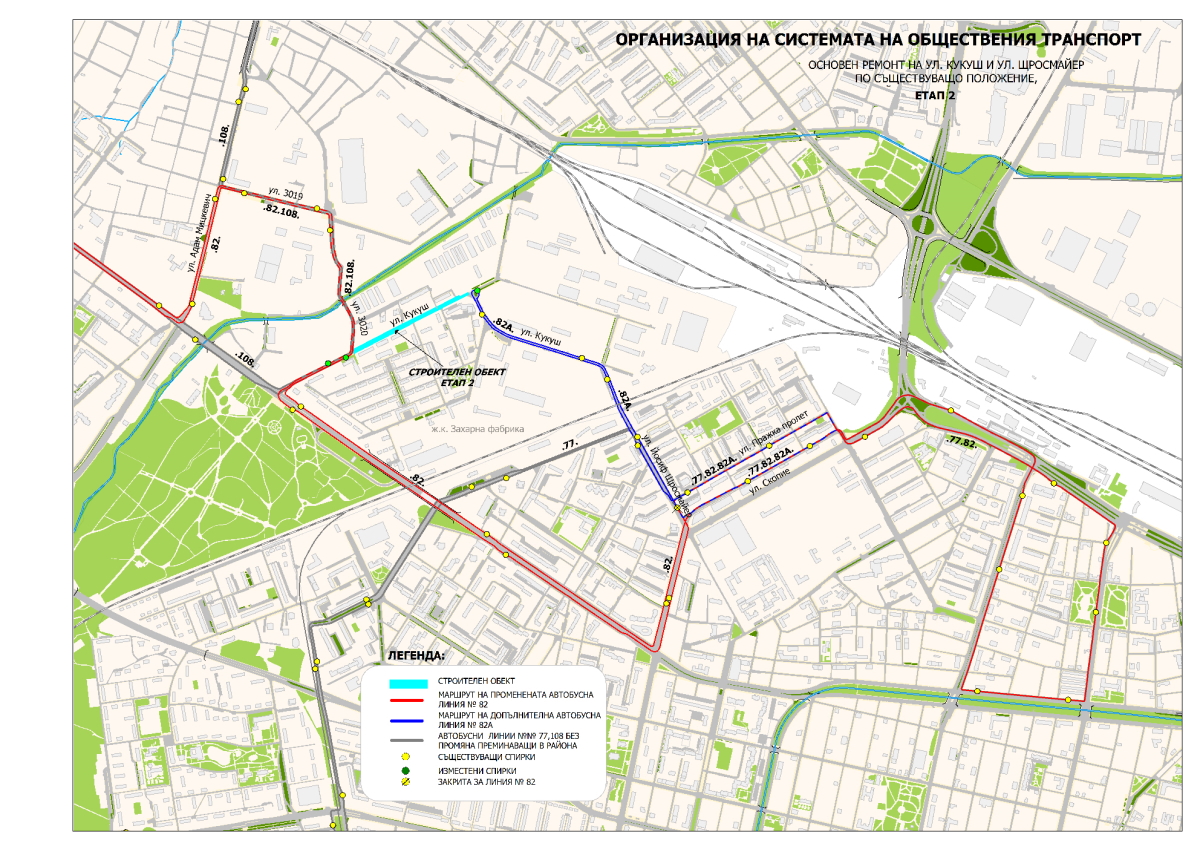 ОРГАНИЗАЦИЯ НА СИСТЕМАТА НА ОБЩЕСТВЕНИЯ ТРАНСПОРТ
ОСНОВЕН РЕМОНТ НА УЛ. КУКУШ И УЛ. ЩРОСМАЙЕР
ПО СЪЩЕСТВУВАЩО ПОЛОЖЕНИЕ,
ЕТАП 2
.108.
ул. 3019
.82.108.
ул. Адам Мицкевич
.82.
.82.108.
ул. 3020
ул. Кукуш
.82А.
ул. Кукуш
.108.
СТРОИТЕЛЕН ОБЕКТ
ЕТАП 2
.82А.
ж.к. Захарна фабрика
.77.
ул. Йосиф Щросмайер
.77.82.82А.
ул. Пражка пролет
.77.82.82А.
ул. Скопие
.77.82.
.82.
.82.
ЛЕГЕНДА:
СТРОИТЕЛЕН ОБЕКТ
МАРШРУТ НА ПРОМЕНЕНАТА АВТОБУСНА
ЛИНИЯ № 82
МАРШРУТ НА ДОПЪЛНИТЕЛНА АВТОБУСНА
ЛИНИЯ № 82А
АВТОБУСНИ ЛИНИИ №№ 77,108 БЕЗ
ПРОМЯНА ПРЕМИНАВАЩИ В РАЙОНА
СЪЩЕСТВУВАЩИ СПИРКИ
ИЗМЕСТЕНИ СПИРКИ
ЗАКРИТА ЗА ЛИНИЯ № 82